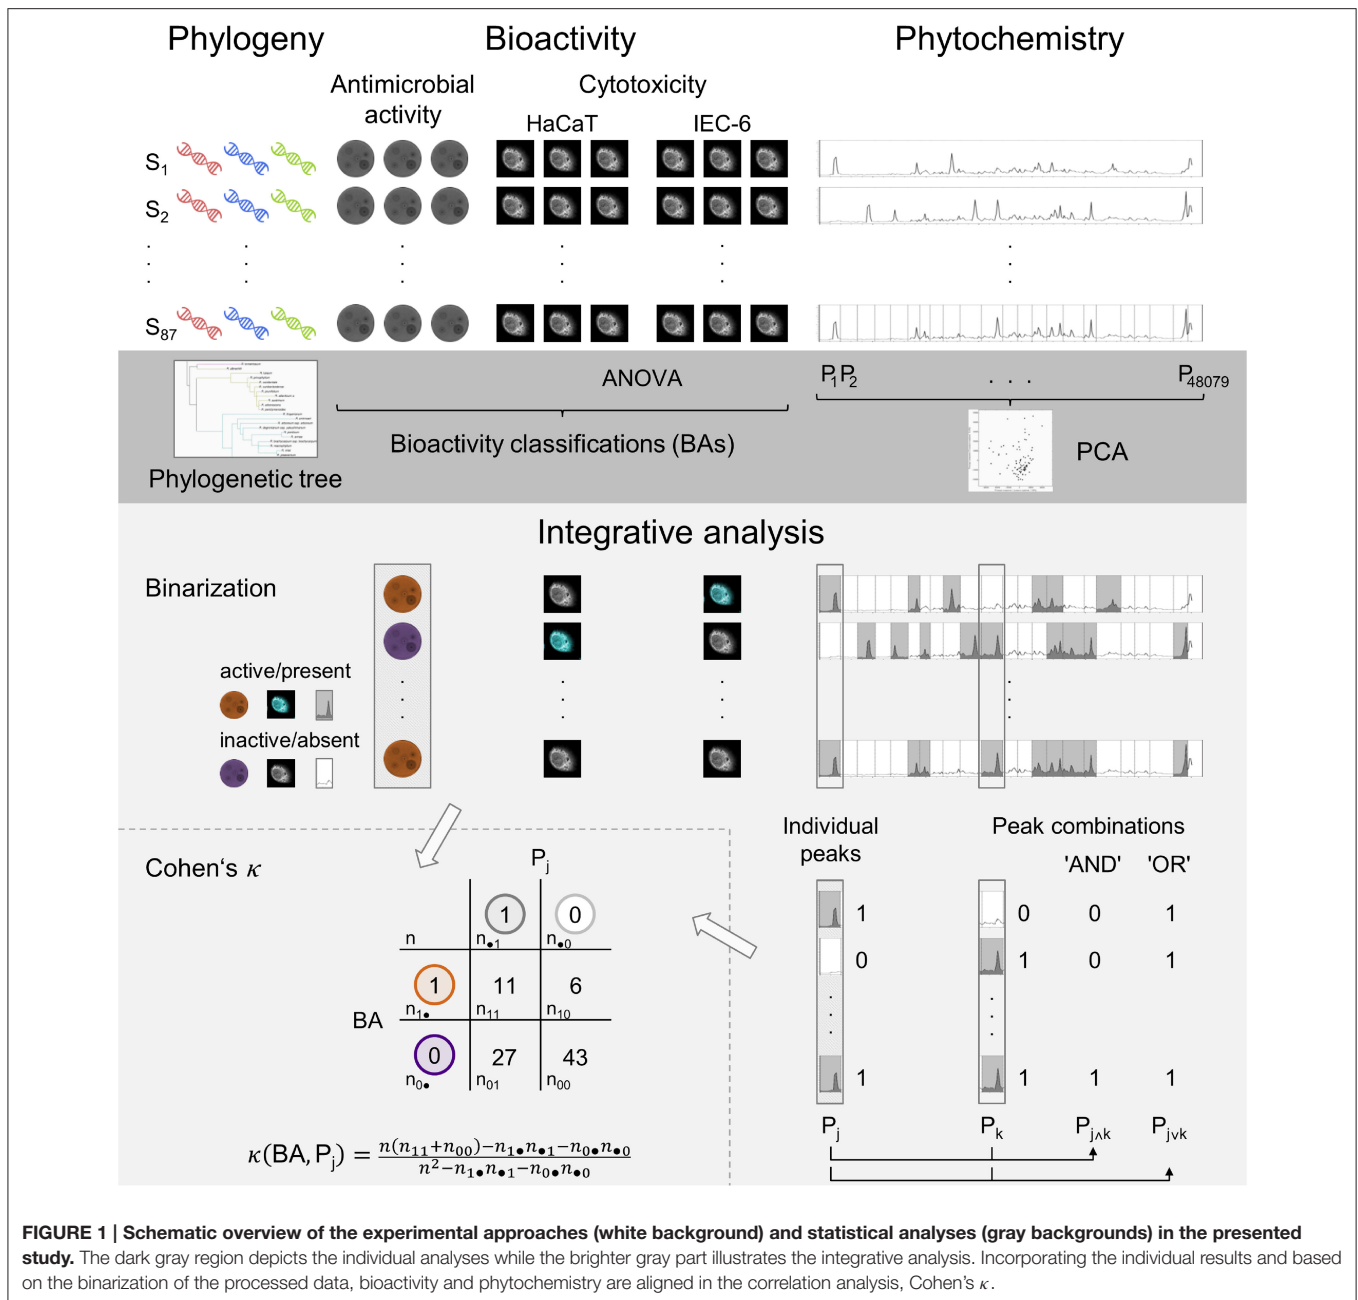 Phylogeny Bioactivity Phytochemistry
Antimicrobial
activity
Cytotoxicity
HaCaT IEC-6
S1
S2
S87
ANOVA
Bioactivity classifications (BAs)
Phylogenetic tree
P1 P2 . . . P48079
PCA
Integrative analysis
Binarization
active/present
inactive/absent
Individual
peaks
Peak combinations
'AND' 'OR'
1 0 0 1
0 1 0 1
1 1 1 1
Pj Pk Pj∧k Pj∨k
Cohen‘s κ
Pj
1 0
n n•1 n•0
1 11 6
BA
n1• n11 n10
0 27 43
n0• n01 n00
κ(BA, Pj) = n(n11+n00)−n1•n•1−n0•n•0 / n²−n1•n•1−n0•n•0
FIGURE 1 | Schematic overview of the experimental approaches (white background) and statistical analyses (gray backgrounds) in the presented
study. The dark gray region depicts the individual analyses while the brighter gray part illustrates the integrative analysis. Incorporating the individual results and based
on the binarization of the processed data, bioactivity and phytochemistry are aligned in the correlation analysis, Cohen's κ.